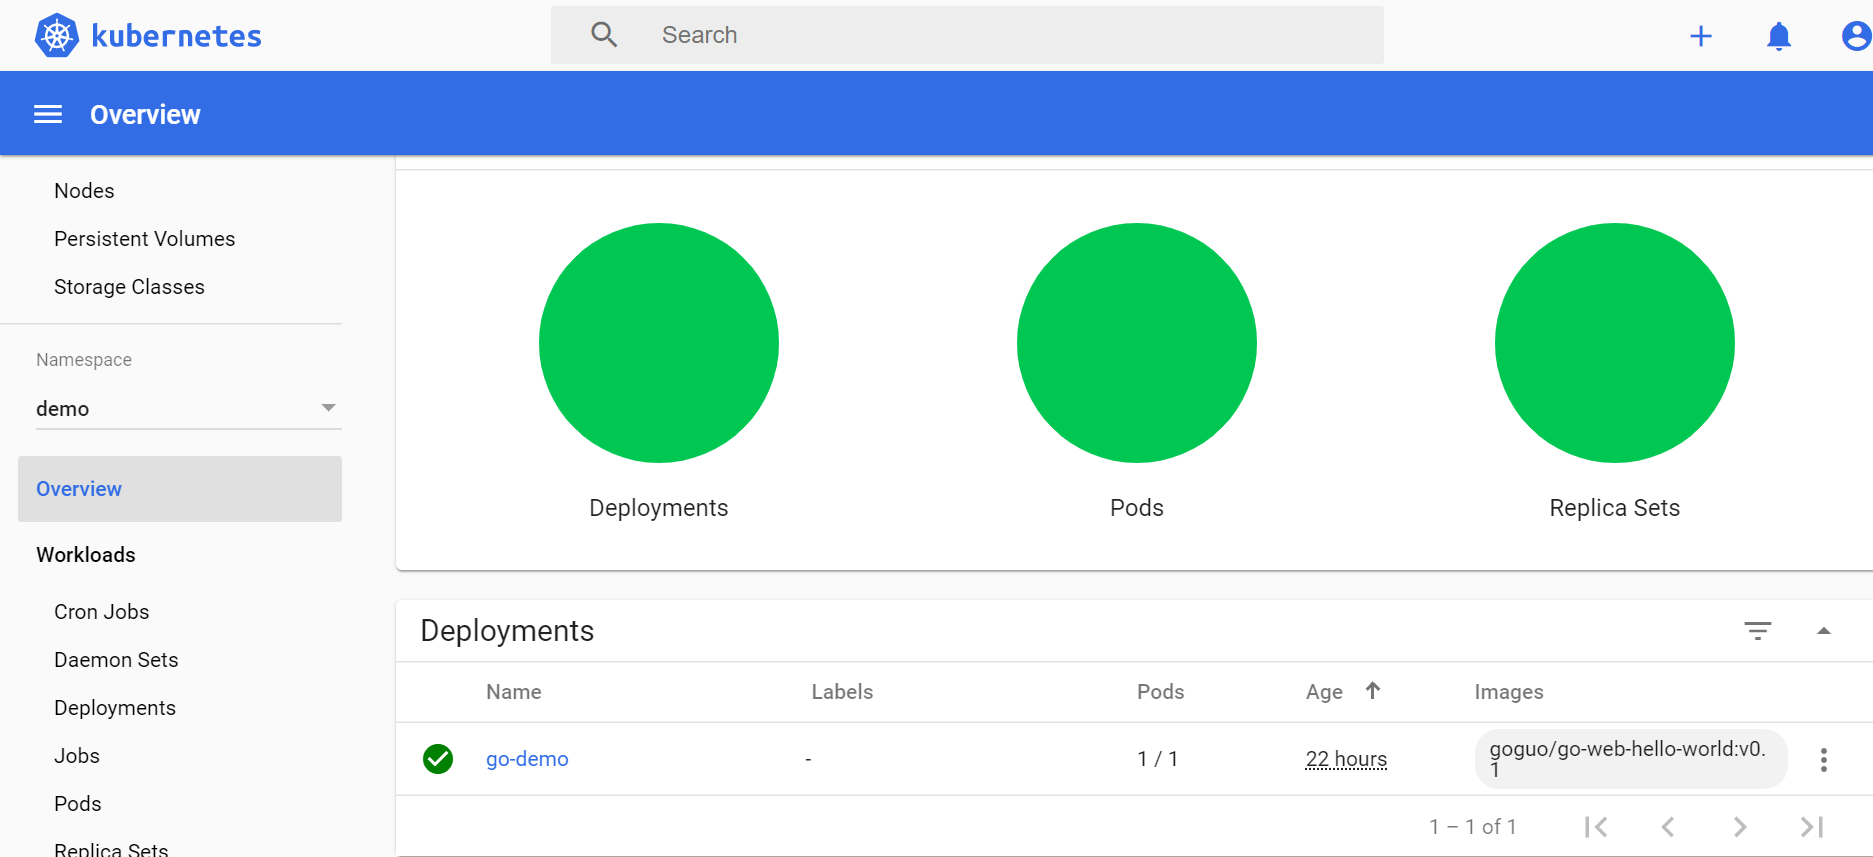 kubernetes
Search
Overview
Nodes
Persistent Volumes
Storage Classes
Namespace
demo
Overview
Workloads
Cron Jobs
Daemon Sets
Deployments
Jobs
Pods
Replica Sets
Deployments
Pods
Replica Sets
Deployments
Name Labels Pods Age Images
go-demo - 1 / 1 22 hours goguo/go-web-hello-world:v0.
1
1 – 1 of 1